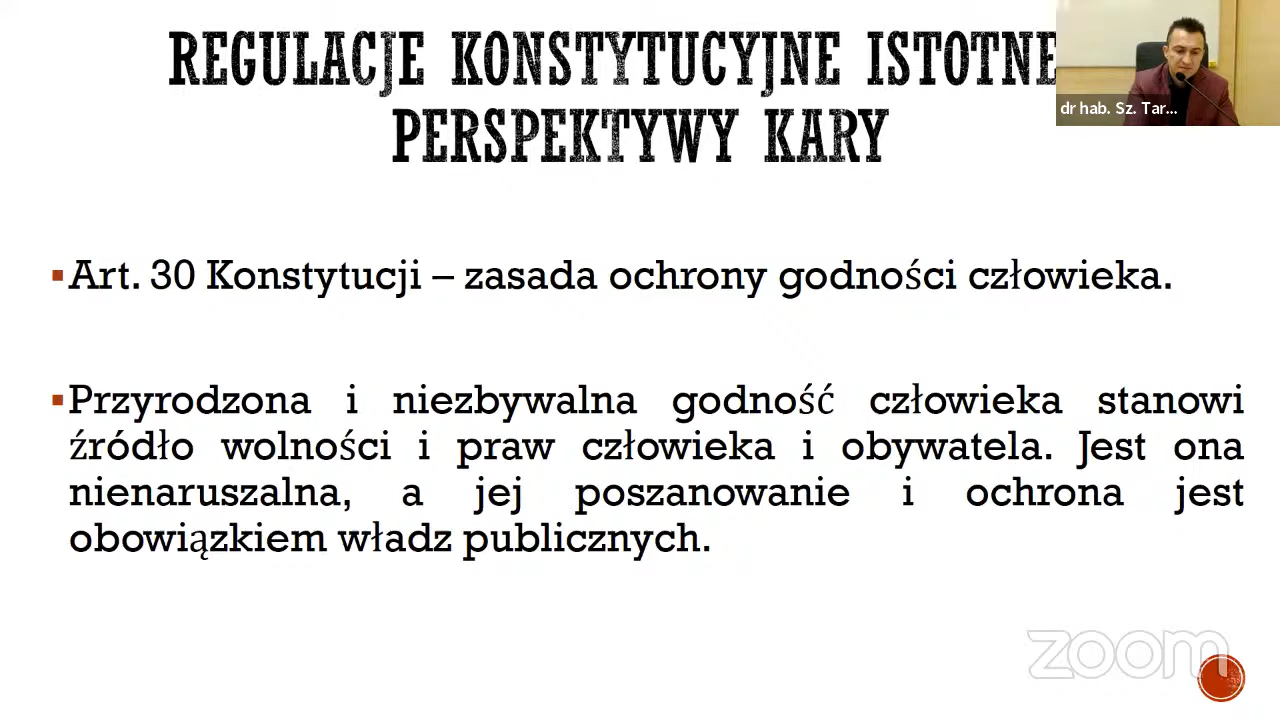 REGULACJE KONSTYTUCYJNE ISTOTNE
PERSPEKTYWY KARY
dr hab. Sz. Tar...
▪Art. 30 Konstytucji – zasada ochrony godności człowieka.
▪Przyrodzona i niezbywalna godność człowieka stanowi
źródło wolności i praw człowieka i obywatela. Jest ona
nienaruszalna, a jej poszanowanie i ochrona jest
obowiązkiem władz publicznych.
zoom